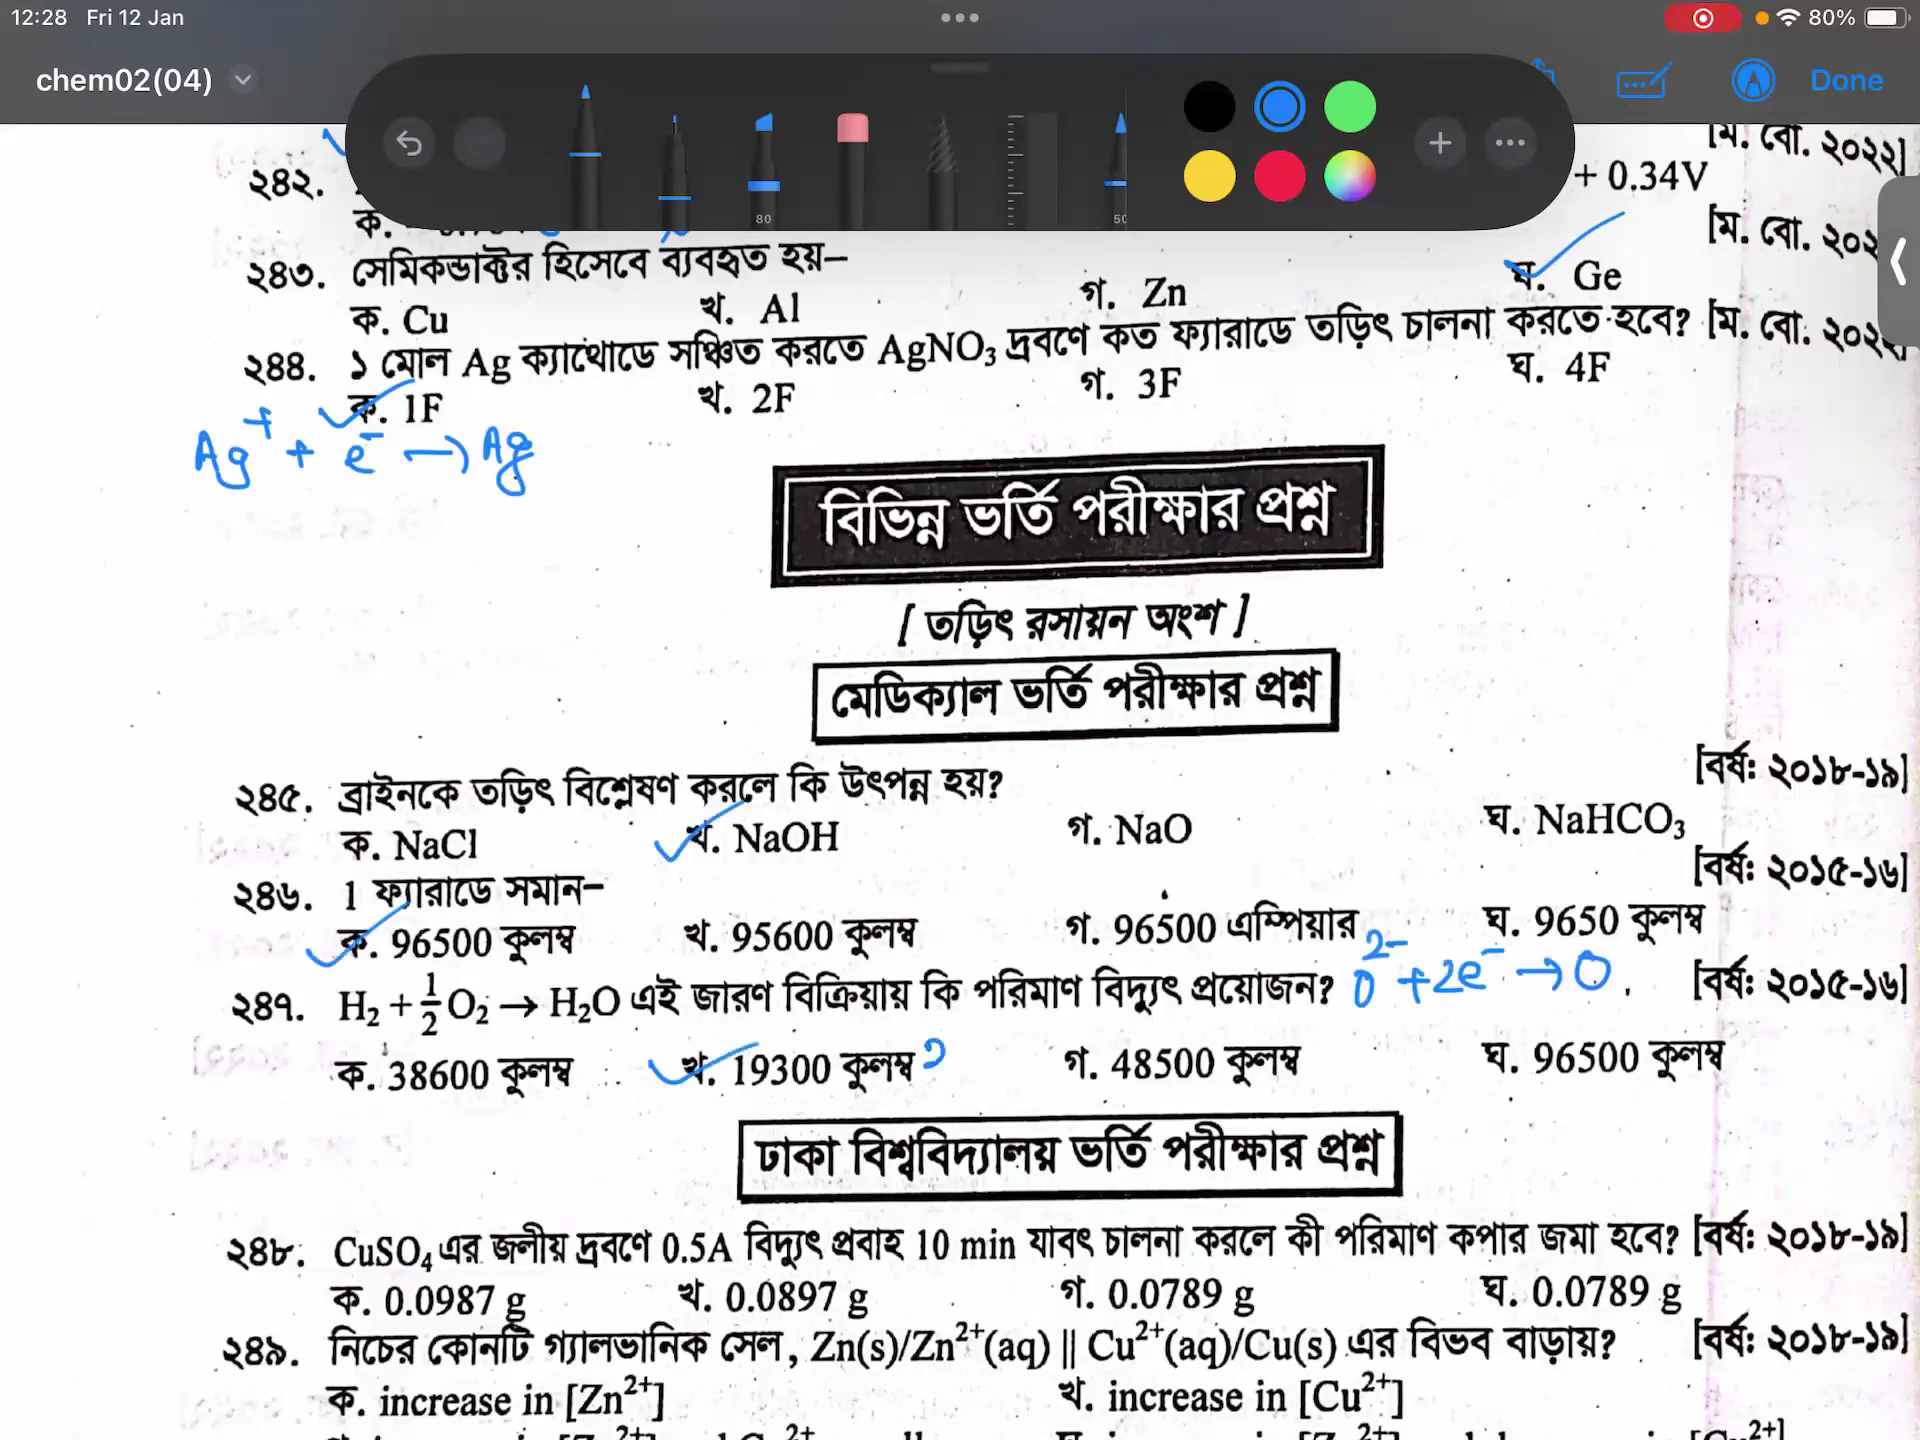 12:28 Fri 12 Jan
80%
chem02(04)
Done
80
50
[ম. বো. ২০২২]
২৪২.
+ 0.34V
ক.
[ম. বো. ২০২
২৪৩. সেমিকন্ডাক্টর হিসেবে ব্যবহৃত হয়–
ক. Cu খ. Al গ. Zn ঘ. Ge
২৪৪. ১ মোল Ag ক্যাথোডে সঞ্চিত করতে AgNO₃ দ্রবণে কত ফ্যারাডে তড়িৎ চালনা করতে হবে? [ম. বো. ২০২২]
ক. 1F খ. 2F গ. 3F ঘ. 4F
Ag⁺ + e⁻ → Ag
বিভিন্ন ভর্তি পরীক্ষার প্রশ্ন
[ তড়িৎ রসায়ন অংশ ]
মেডিক্যাল ভর্তি পরীক্ষার প্রশ্ন
২৪৫. ব্রাইনকে তড়িৎ বিশ্লেষণ করলে কি উৎপন্ন হয়? [বর্ষ: ২০১৮-১৯]
ক. NaCl খ. NaOH গ. NaO ঘ. NaHCO₃
২৪৬. 1 ফ্যারাডে সমান– [বর্ষ: ২০১৫-১৬]
ক. 96500 কুলম্ব খ. 95600 কুলম্ব গ. 96500 এম্পিয়ার ঘ. 9650 কুলম্ব
২৪৭. H₂ + ½O₂ → H₂O এই জারণ বিক্রিয়ায় কি পরিমাণ বিদ্যুৎ প্রয়োজন? O²⁻ + 2e⁻ → O [বর্ষ: ২০১৫-১৬]
ক. 38600 কুলম্ব খ. 19300 কুলম্ব গ. 48500 কুলম্ব ঘ. 96500 কুলম্ব
ঢাকা বিশ্ববিদ্যালয় ভর্তি পরীক্ষার প্রশ্ন
২৪৮. CuSO₄ এর জলীয় দ্রবণে 0.5A বিদ্যুৎ প্রবাহ 10 min যাবৎ চালনা করলে কী পরিমাণ কপার জমা হবে? [বর্ষ: ২০১৮-১৯]
ক. 0.0987 g খ. 0.0897 g গ. 0.0789 g ঘ. 0.0789 g
২৪৯. নিচের কোনটি গ্যালভানিক সেল, Zn(s)/Zn²⁺(aq) || Cu²⁺(aq)/Cu(s) এর বিভব বাড়ায়? [বর্ষ: ২০১৮-১৯]
ক. increase in [Zn²⁺] খ. increase in [Cu²⁺]